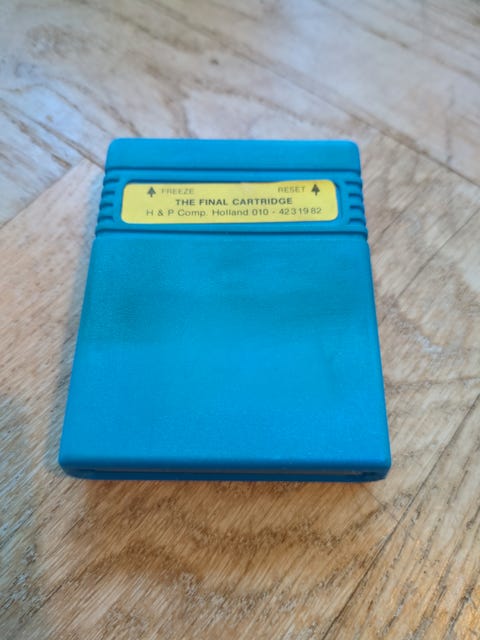 FREEZE RESET
THE FINAL CARTRIDGE
H & P Comp. Holland 010 - 4231982